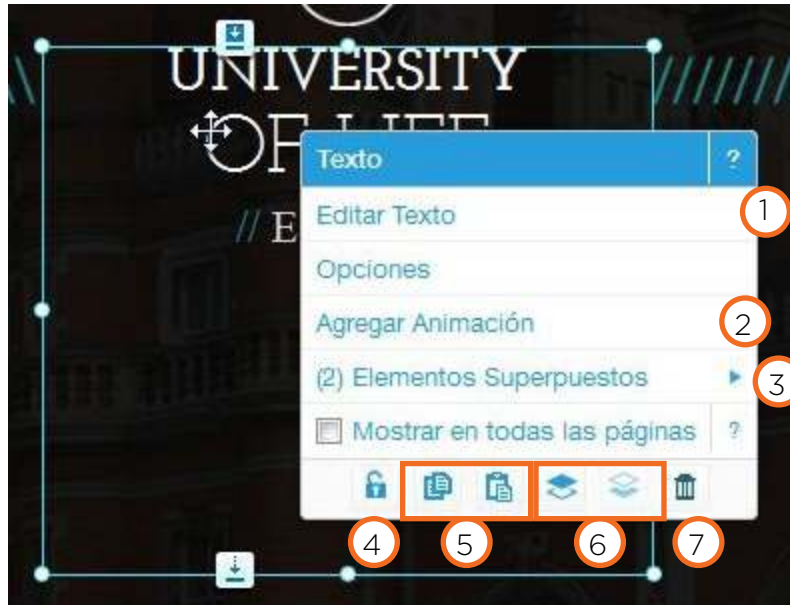 UNIVERSITY
OF LIFE
// E
Texto ?
Editar Texto
1
Opciones
Agregar Animación
2
(2) Elementos Superpuestos
3
Mostrar en todas las páginas ?
4 5 6 7